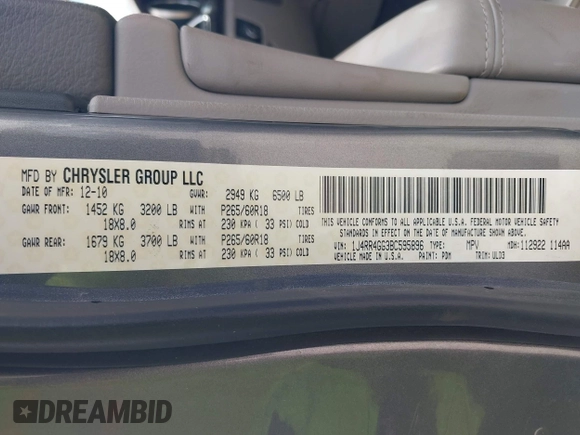 MFD BY CHRYSLER GROUP LLC
DATE OF MFR: 12-10 GVWR: 2949 KG 6500 LB
GAWR FRONT: 1452 KG 3200 LB WITH P265/60R18 TIRES
18X8.0 RIMS AT 230 KPA ( 33 PSI) COLD
GAWR REAR: 1679 KG 3700 LB WITH P265/60R18 TIRES
18X8.0 RIMS AT 230 KPA ( 33 PSI) COLD
THIS VEHICLE CONFORMS TO ALL APPLICABLE U.S.A. FEDERAL MOTOR VEHICLE SAFETY
STANDARDS IN EFFECT ON THE DATE OF MANUFACTURE SHOWN ABOVE.
VIN: 1J4RR4GG3BC595896 TYPE: MPV MDH: 112922 114AA
VEHICLE MADE IN U.S.A. PAINT: PDM TRIM: ULD3
DREAMBID